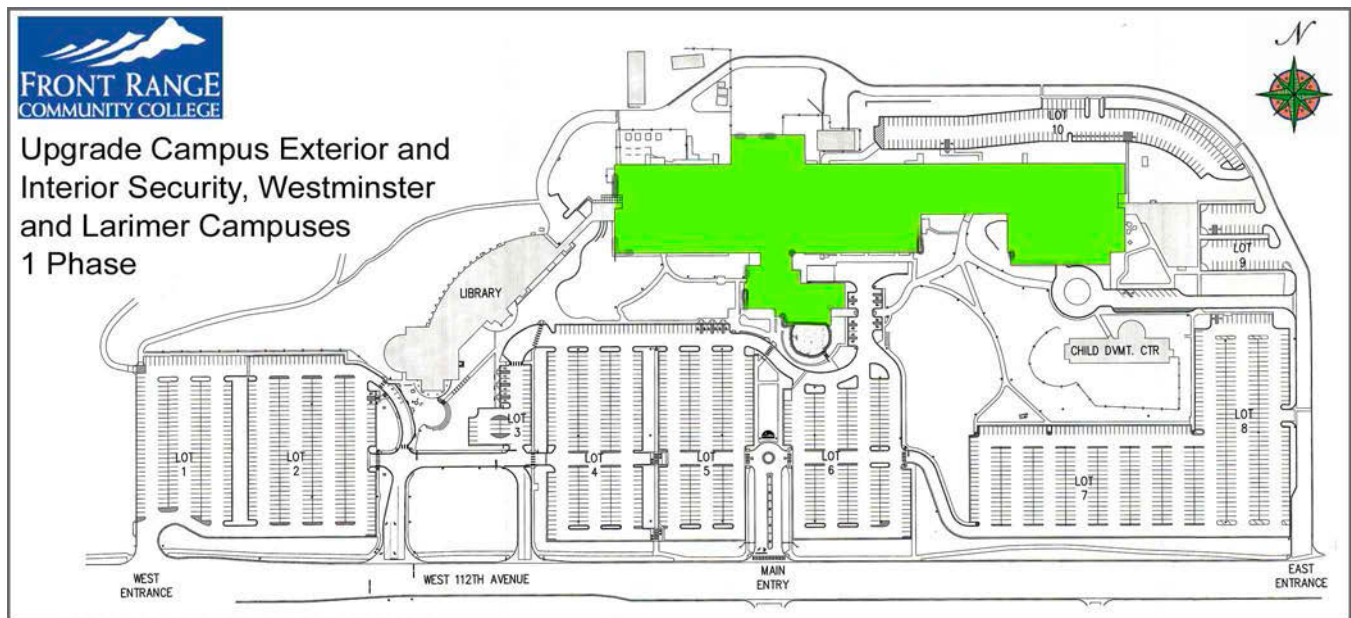 FRONT RANGE
COMMUNITY COLLEGE
Upgrade Campus Exterior and
Interior Security, Westminster
and Larimer Campuses
1 Phase
N
LOT
10
LOT
9
LIBRARY
CHILD DVMT. CTR
LOT
8
LOT
3
LOT
1
LOT
2
LOT
4
LOT
5
LOT
6
LOT
7
WEST
ENTRANCE
WEST 112TH AVENUE
MAIN
ENTRY
EAST
ENTRANCE